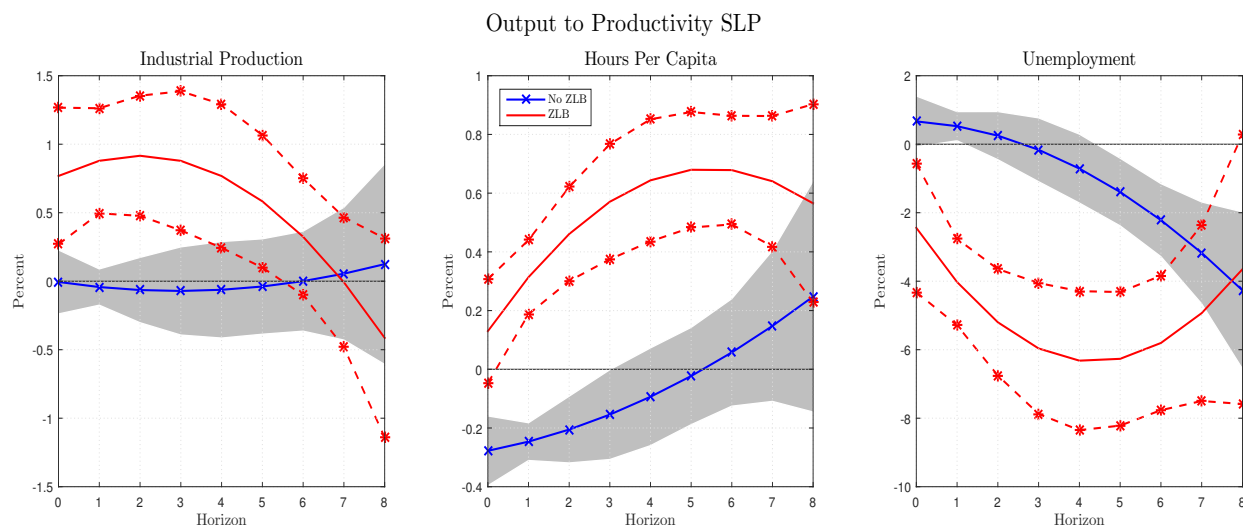 Output to Productivity SLP
Industrial Production
1.5
1
0.5
0
-0.5
-1
-1.5
Percent
0 1 2 3 4 5 6 7 8
Horizon
Hours Per Capita
No ZLB
ZLB
1
0.8
0.6
0.4
0.2
0
-0.2
-0.4
Percent
0 1 2 3 4 5 6 7 8
Horizon
Unemployment
2
0
-2
-4
-6
-8
-10
Percent
0 1 2 3 4 5 6 7 8
Horizon